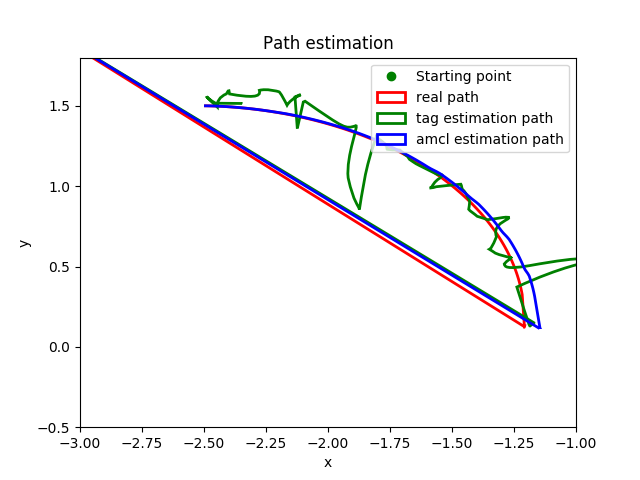 Path estimation
Starting point
real path
tag estimation path
amcl estimation path
1.5
1.0
0.5
0.0
−0.5
y
−3.00 −2.75 −2.50 −2.25 −2.00 −1.75 −1.50 −1.25 −1.00
x